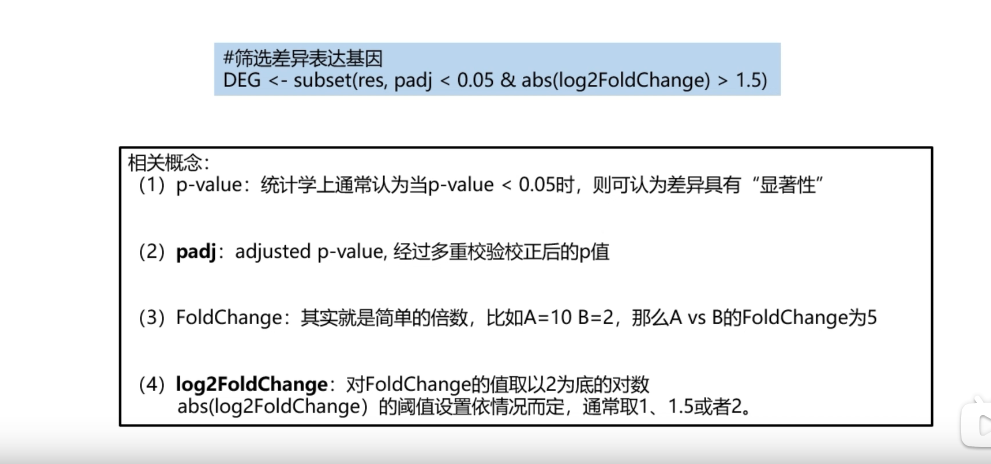 #筛选差异表达基因
DEG <- subset(res, padj < 0.05 & abs(log2FoldChange) > 1.5)
相关概念：
（1）p-value：统计学上通常认为当p-value < 0.05时，则可认为差异具有“显著性”
（2）padj：adjusted p-value, 经过多重校验校正后的p值
（3）FoldChange：其实就是简单的倍数，比如A=10 B=2，那么A vs B的FoldChange为5
（4）log2FoldChange：对FoldChange的值取以2为底的对数
abs(log2FoldChange）的阈值设置依情况而定，通常取1、1.5或者2。